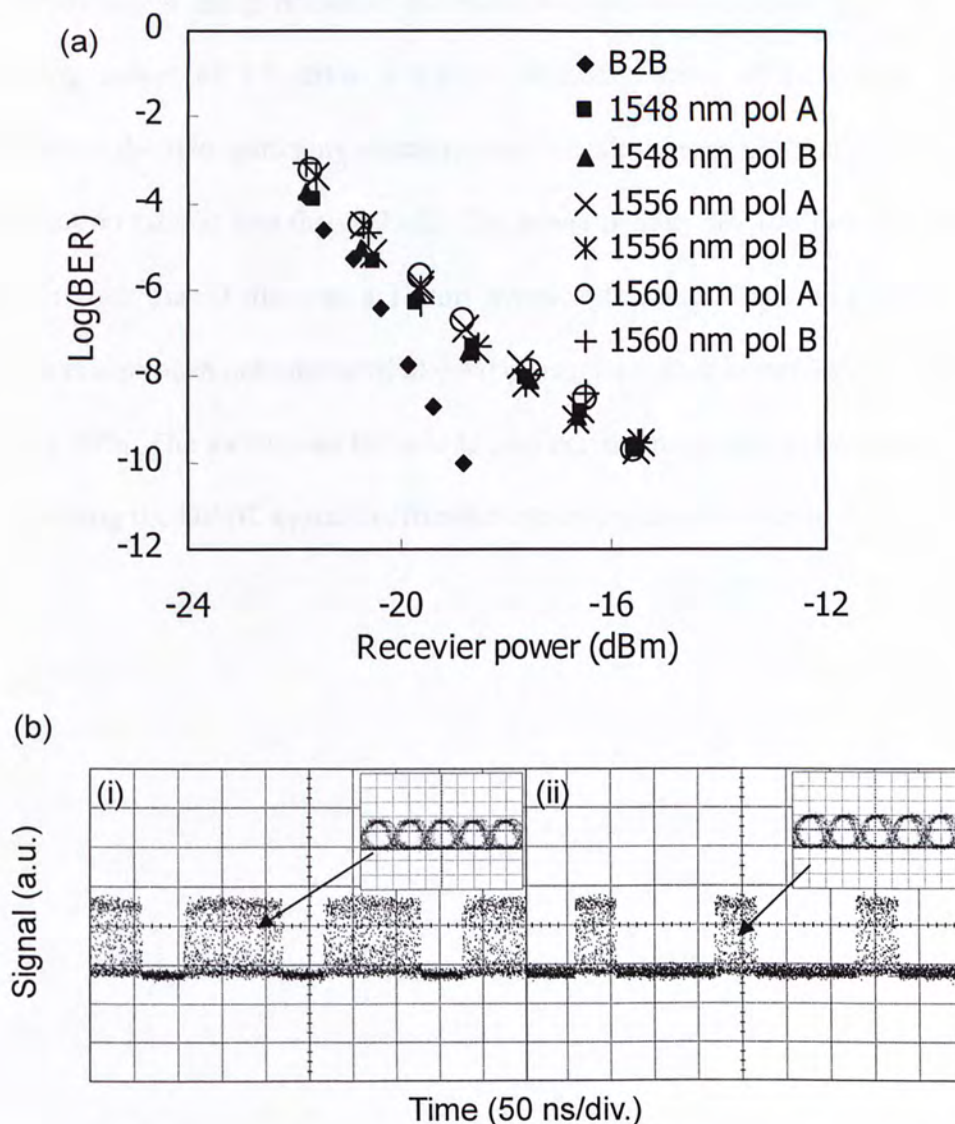 (a)
0
-2
-4
-6
-8
-10
-12
Log(BER)
B2B
1548 nm pol A
1548 nm pol B
1556 nm pol A
1556 nm pol B
1560 nm pol A
1560 nm pol B
-24
-20
-16
-12
Recevier power (dBm)
(b)
(i)
(ii)
Signal (a.u.)
Time (50 ns/div.)